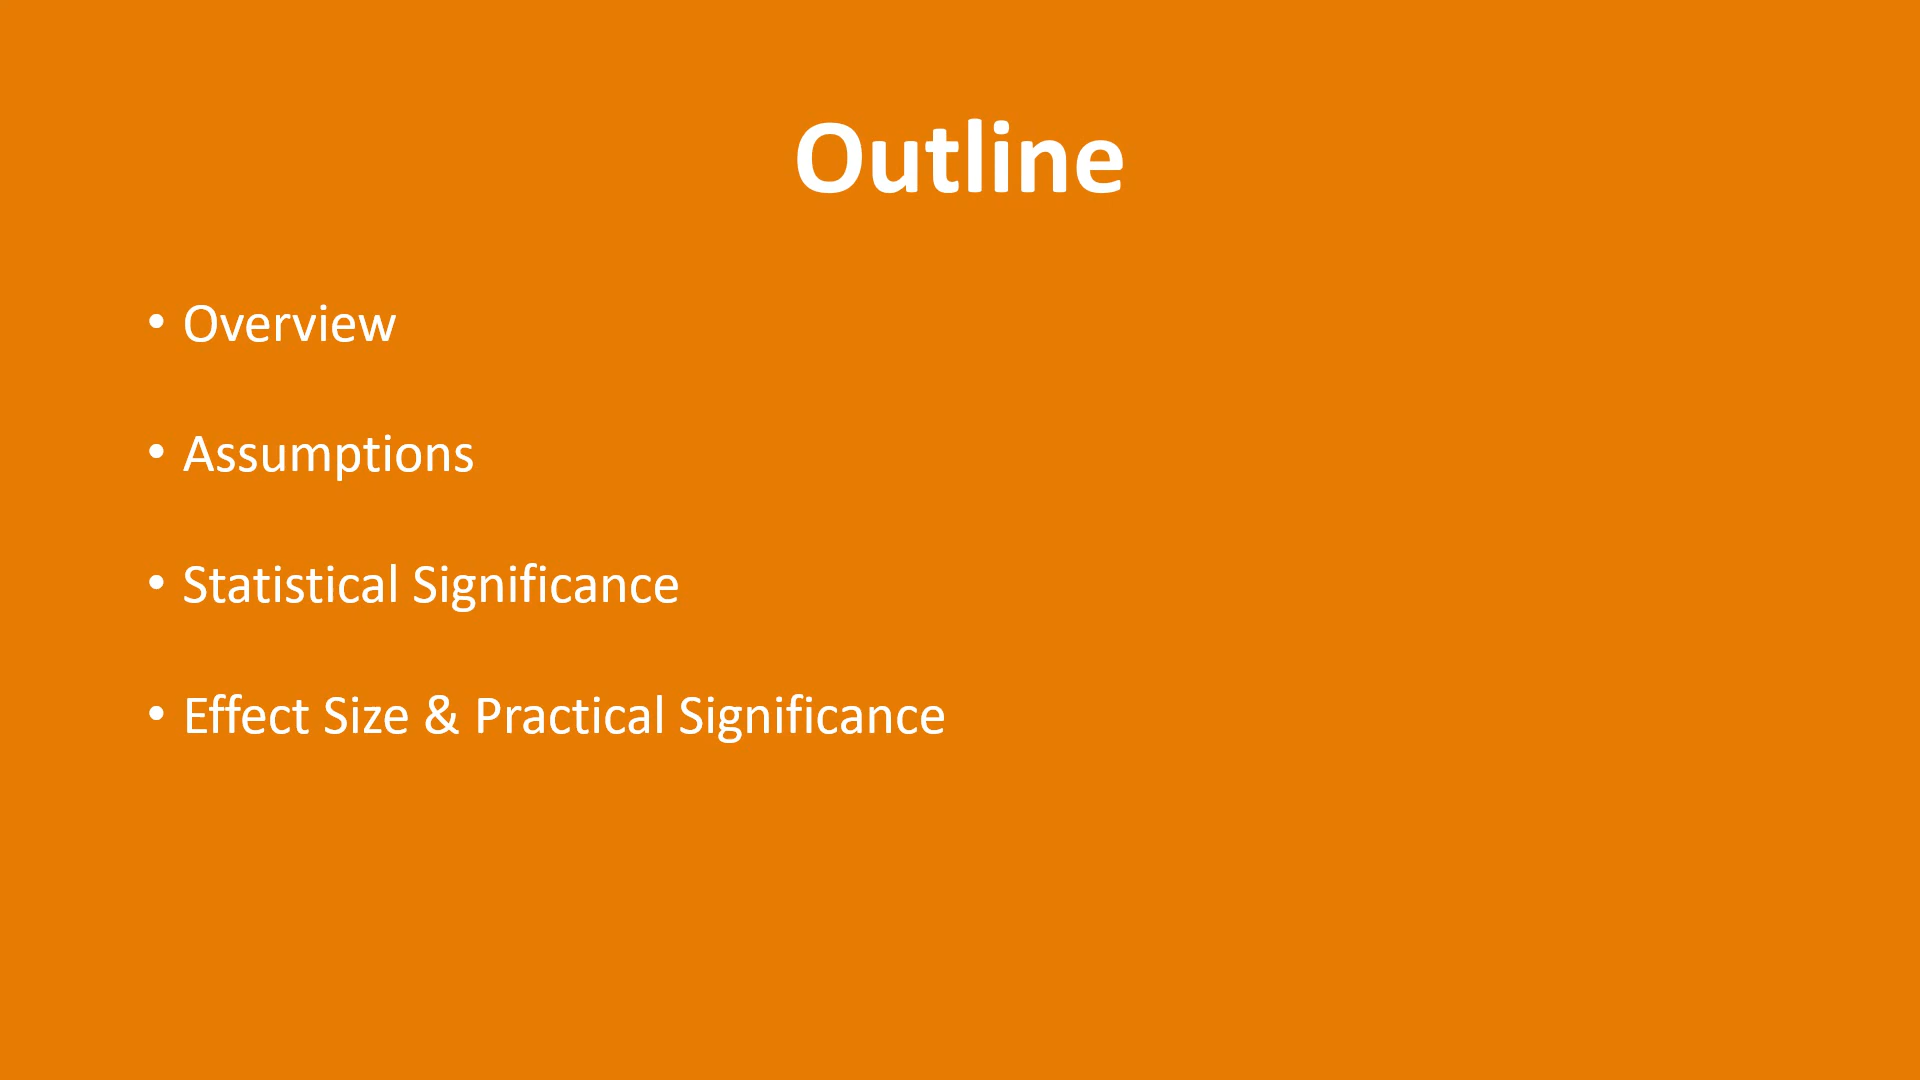 Outline
• Overview
• Assumptions
• Statistical Significance
• Effect Size & Practical Significance